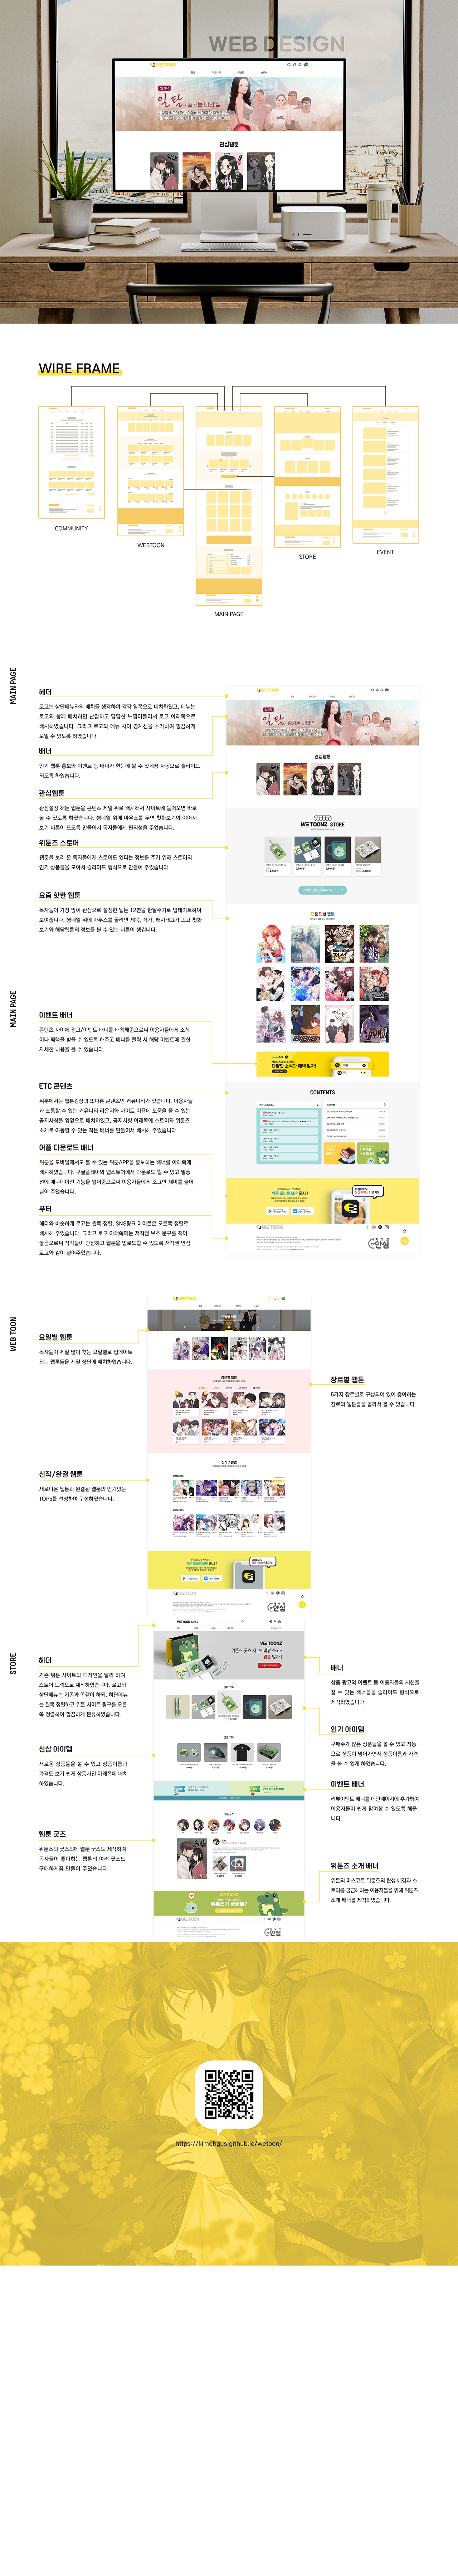 WEB DESIGN
WE TOON
관심웹툰
WIRE FRAME
COMMUNITY
WEBTOON
MAIN PAGE
STORE
EVENT
MAIN PAGE
헤더
로고는 상단메뉴와의 배치를 생각하여 각각 양쪽으로 배치하였고, 메뉴는
로고와 함께 배치하면 난잡하고 답답한 느낌이들어서 로고 아래쪽으로
배치하였습니다. 그리고 로고와 메뉴 사이 경계선을 추가하여 깔끔하게
보일 수 있도록 하였습니다.
배너
인기 웹툰 홍보와 이벤트 등 배너가 한눈에 볼 수 있게끔 자동으로 슬라이드
되도록 하였습니다.
관심웹툰
관심설정 해둔 웹툰을 콘텐츠 제일 위로 배치해서 사이트에 들어오면 바로
볼 수 있도록 하였습니다. 썸네일 위에 마우스를 두면 첫화보기와 이어서
보기 버튼이 뜨도록 만들어서 독자들에게 편의성을 주었습니다.
위툰즈 스토어
웹툰을 보러 온 독자들에게 스토어도 있다는 정보를 주기 위해 스토어의
인기 상품들을 모아서 슬라이드 형식으로 만들어 주었습니다.
요즘 핫한 웹툰
독자들이 가장 많이 관심으로 설정한 웹툰 12편을 한달주기로 업데이트하여
보여줍니다. 썸네일 위에 마우스를 올리면 제목, 작가, 해시태그가 뜨고 첫화
보기와 해당웹툰의 정보를 볼 수 있는 버튼이 생깁니다.
WE TOON
관심웹툰
WE TOONZ STORE
요즘 핫한 웹툰
MAIN PAGE
이벤트 배너
콘텐츠 사이에 광고/이벤트 배너를 배치해줌으로써 이용자들에게 소식
이나 혜택을 받을 수 있도록 해주고 배너를 클릭 시 해당 이벤트에 관한
자세한 내용을 볼 수 있습니다.
ETC 콘텐츠
위툰에서는 웹툰감상과 또다른 콘텐츠인 커뮤니티가 있습니다. 이용자들
과 소통할 수 있는 커뮤니티 라운지와 사이트 이용에 도움을 줄 수 있는
공지사항을 양옆으로 배치하였고, 공지사항 아래쪽에 스토어와 위툰즈
소개로 이동할 수 있는 작은 배너를 만들어서 배치해 주었습니다.
어플 다운로드 배너
위툰을 모바일에서도 볼 수 있는 위툰APP을 홍보하는 배너를 아래쪽에
배치하였습니다. 구글플레이와 앱스토어에서 다운로드 할 수 있고 말풍
선에 애니메이션 기능을 넣어줌으로써 이용자들에게 조그만 재미를 불어
넣어 주었습니다.
푸터
헤더와 비슷하게 로고는 왼쪽 정렬, SNS링크 아이콘은 오른쪽 정렬로
배치해 주었습니다. 그리고 로고 아래쪽에는 저작권 보호 문구를 적어
놓음으로써 작가들이 안심하고 웹툰을 업로드할 수 있도록 저작권 안심
로고와 같이 넣어주었습니다.
CONTENTS
WE TOON
안심
WEB TOON
요일별 웹툰
독자들이 제일 많이 찾는 요일별로 업데이트
되는 웹툰들을 제일 상단에 배치하였습니다.
장르별 웹툰
5가지 장르별로 구성되어 있어 좋아하는
장르의 웹툰들을 골라서 볼 수 있습니다.
신작/완결 웹툰
새로나온 웹툰과 완결된 웹툰의 인기있는
TOP5를 선정하여 구성하였습니다.
WE TOON
장르별 웹툰
신작 / 완결
WE TOON
안심
STORE
헤더
기존 위툰 사이트와 디자인을 달리 하여
스토어 느낌으로 제작하였습니다. 로고와
상단메뉴는 기존과 똑같이 하되, 하단메뉴
는 왼쪽 정렬하고 위툰 사이트 링크를 오른
쪽 정렬하여 깔끔하게 분류하였습니다.
배너
상품 광고와 이벤트 등 이용자들의 시선을
끌 수 있는 배너들을 슬라이드 형식으로
제작하였습니다.
인기 아이템
구매수가 많은 상품들을 볼 수 있고 자동
으로 상품이 넘어가면서 상품이름과 가격
을 볼 수 있게 하였습니다.
신상 아이템
새로운 상품들을 볼 수 있고 상품이름과
가격도 보기 쉽게 상품사진 아래쪽에 배치
하였습니다.
이벤트 배너
리뷰이벤트 배너를 메인페이지에 추가하여
이용자들이 쉽게 참여할 수 있도록 해줍
니다.
웹툰 굿즈
위툰즈의 굿즈외에 웹툰 굿즈도 제작하여
독자들이 좋아하는 웹툰의 여러 굿즈도
구매하게끔 만들어 주었습니다.
위툰즈 소개 배너
위툰의 마스코트 위툰즈의 탄생 배경과 스
토리를 궁금해하는 이용자들을 위해 위툰즈
소개 배너를 제작하였습니다.
WE TOONZ
위툰즈가 궁금해?
WE TOON
안심
https://kimqhgus.github.io/wetoon/